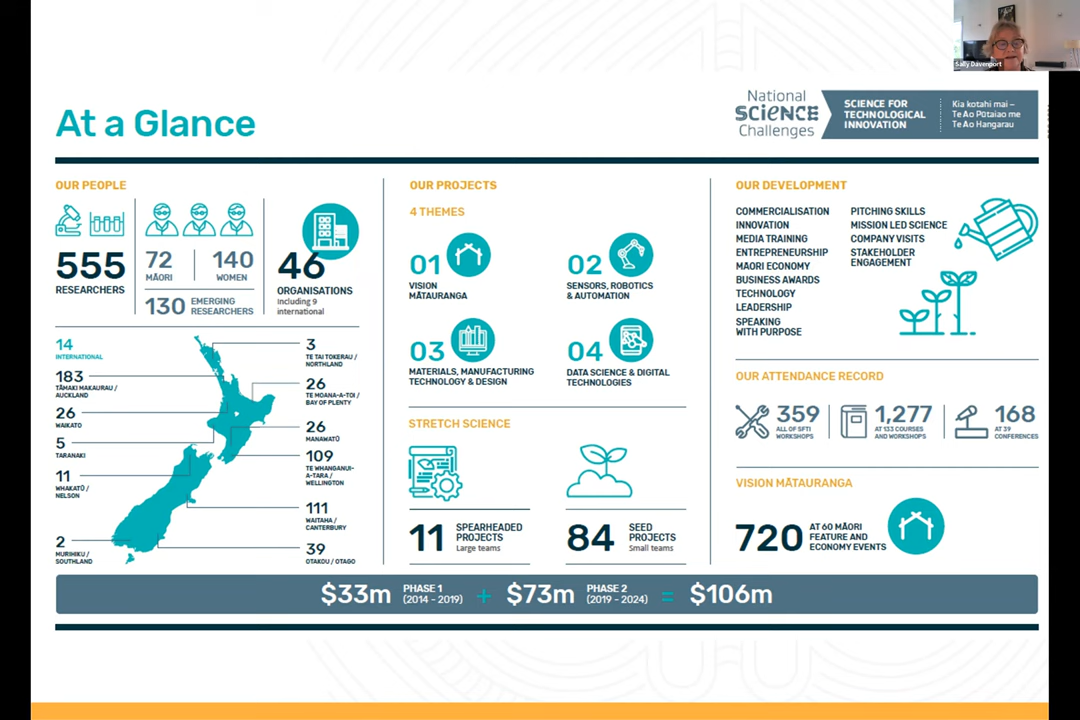 Sally Davenport
At a Glance
National
SCIENCE
Challenges
SCIENCE FOR
TECHNOLOGICAL
INNOVATION
Kia kotahi mai –
Te Ao Pūtaiao me
Te Ao Hangarau
OUR PEOPLE
555
RESEARCHERS
72
MĀORI
140
WOMEN
130
EMERGING
RESEARCHERS
46
ORGANISATIONS
Including 9
international
14
INTERNATIONAL
183
TĀMAKI MAKAURAU /
AUCKLAND
26
WAIKATO
5
TARANAKI
11
WHAKATŪ /
NELSON
2
MURIHIKU /
SOUTHLAND
3
TE TAI TOKERAU /
NORTHLAND
26
TE MOANA-A-TOI /
BAY OF PLENTY
26
MANAWATŪ
109
TE WHANGANUI-
A-TARA /
WELLINGTON
111
WAITAHA /
CANTERBURY
39
OTAKOU / OTAGO
OUR PROJECTS
4 THEMES
01
VISION
MĀTAURANGA
02
SENSORS, ROBOTICS
& AUTOMATION
03
MATERIALS, MANUFACTURING
TECHNOLOGY & DESIGN
04
DATA SCIENCE & DIGITAL
TECHNOLOGIES
STRETCH SCIENCE
11
SPEARHEADED
PROJECTS
Large teams
84
SEED
PROJECTS
Small teams
OUR DEVELOPMENT
COMMERCIALISATION
INNOVATION
MEDIA TRAINING
ENTREPRENEURSHIP
MAORI ECONOMY
BUSINESS AWARDS
TECHNOLOGY
LEADERSHIP
SPEAKING
WITH PURPOSE
PITCHING SKILLS
MISSION LED SCIENCE
COMPANY VISITS
STAKEHOLDER
ENGAGEMENT
OUR ATTENDANCE RECORD
359
ALL OF SFTI
WORKSHOPS
1,277
AT 133 COURSES
AND WORKSHOPS
168
AT 39
CONFERENCES
VISION MĀTAURANGA
720
AT 60 MĀORI
FEATURE AND
ECONOMY EVENTS
$33m PHASE 1 (2014 - 2019) + $73m PHASE 2 (2019 - 2024) = $106m